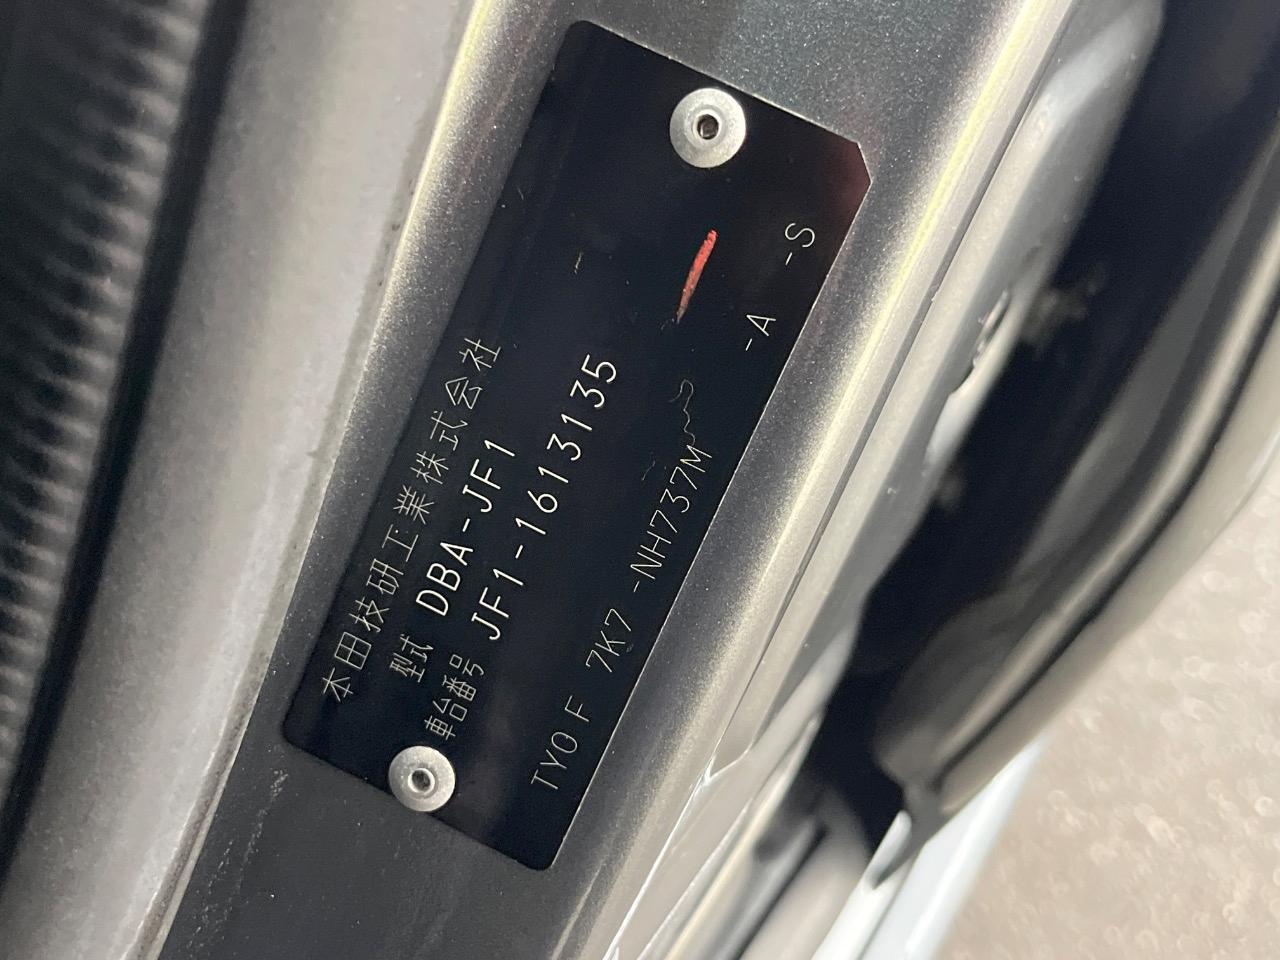 本田技研工業株式会社
型式 DBA-JF1
車台番号 JF1-1613135
TY0F 7K7 -NH737M -A -S